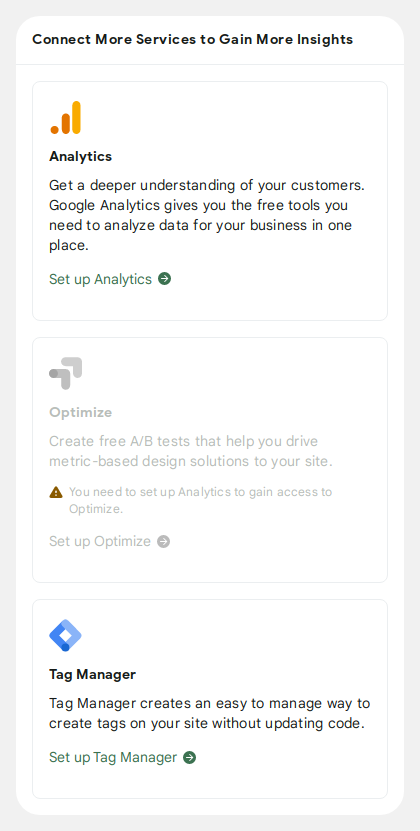 Connect More Services to Gain More Insights
Analytics
Get a deeper understanding of your customers.
Google Analytics gives you the free tools you
need to analyze data for your business in one
place.
Set up Analytics
Optimize
Create free A/B tests that help you drive
metric-based design solutions to your site.
You need to set up Analytics to gain access to
Optimize.
Set up Optimize
Tag Manager
Tag Manager creates an easy to manage way to
create tags on your site without updating code.
Set up Tag Manager